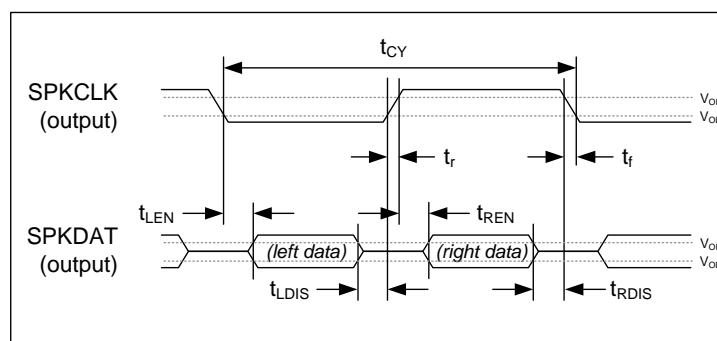 tCY
SPKCLK
(output)
tr
tf
tLEN
tREN
SPKDAT
(output)
(left data)
(right data)
tLDIS
tRDIS